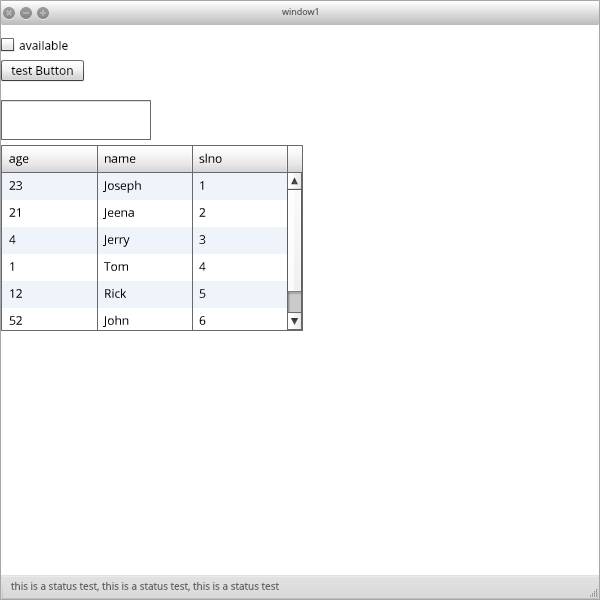 window1
available
test Button
age name slno
23 Joseph 1
21 Jeena 2
4 Jerry 3
1 Tom 4
12 Rick 5
52 John 6
this is a status test, this is a status test, this is a status test